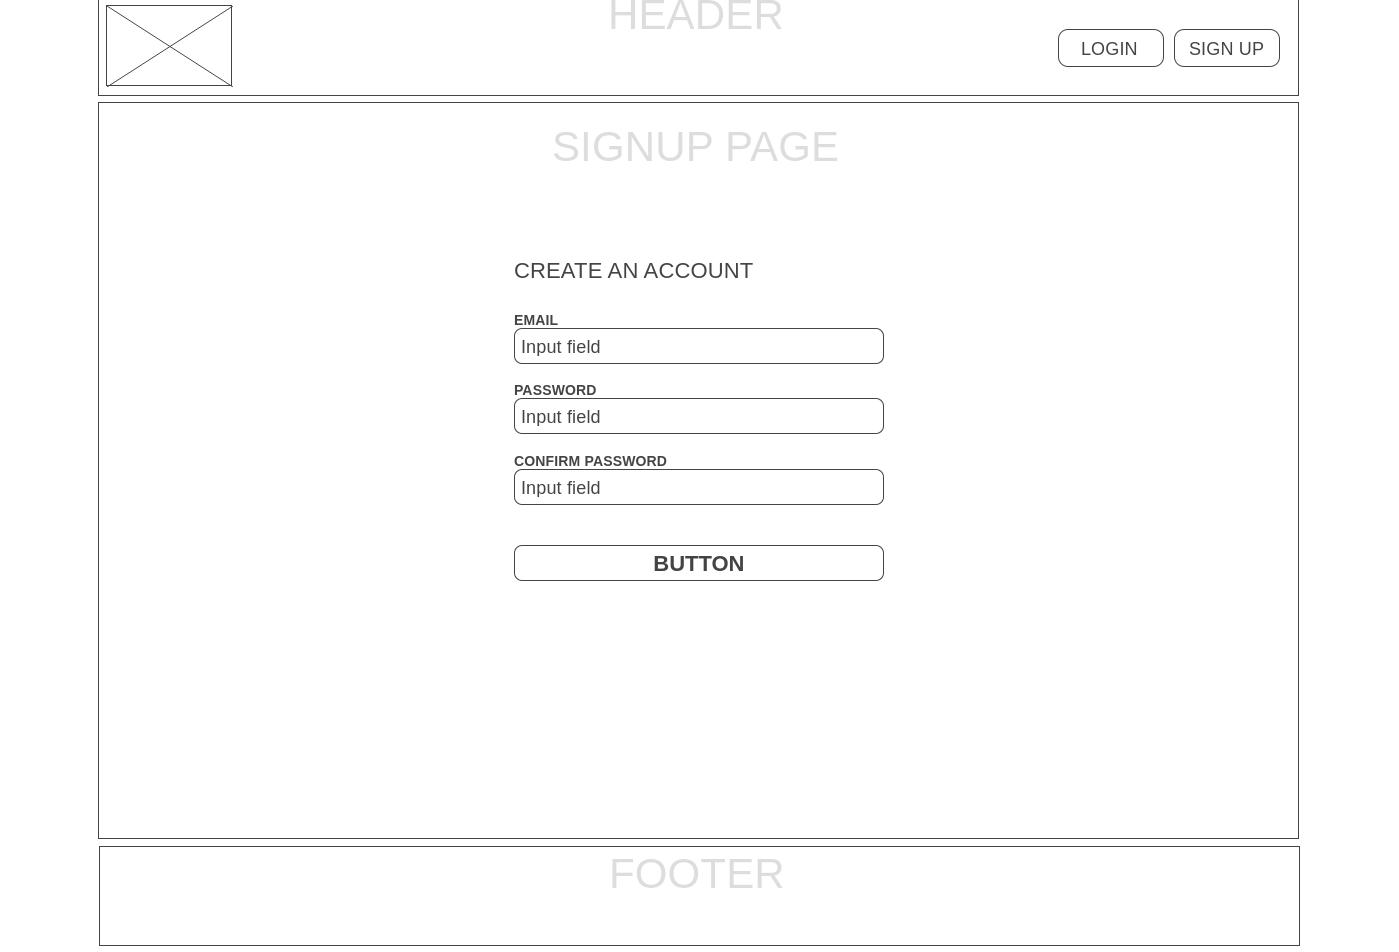 HEADER
LOGIN
SIGN UP
SIGNUP PAGE
CREATE AN ACCOUNT
EMAIL
Input field
PASSWORD
Input field
CONFIRM PASSWORD
Input field
BUTTON
FOOTER